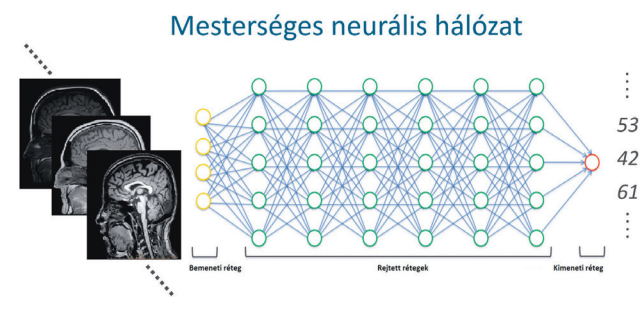 Mesterséges neurális hálózat
53
42
61
Bemeneti réteg
Rejtett rétegek
Kimeneti réteg